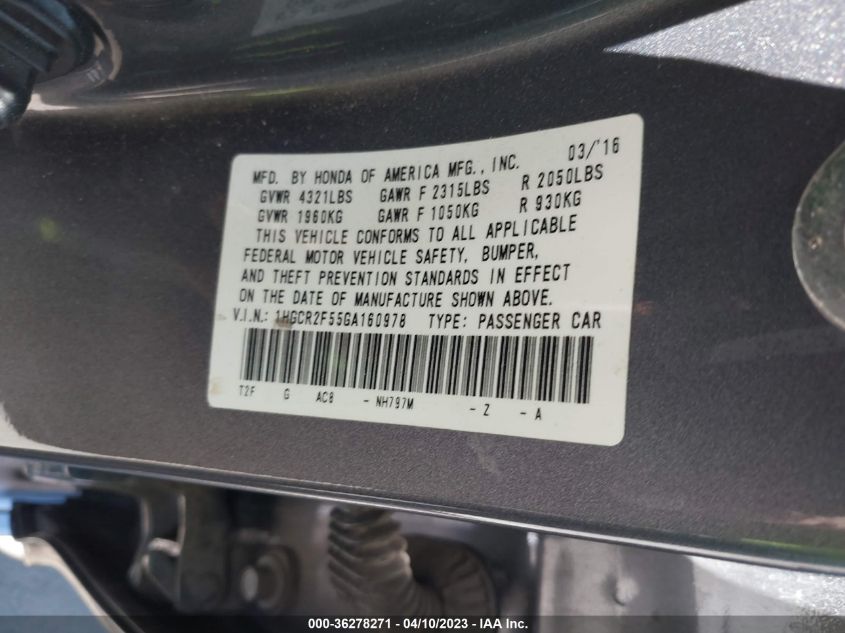 MFD. BY HONDA OF AMERICA MFG., INC. 03/'16
GVWR 4321LBS GAWR F 2315LBS R 2050LBS
GVWR 1960KG GAWR F 1050KG R 930KG
THIS VEHICLE CONFORMS TO ALL APPLICABLE
FEDERAL MOTOR VEHICLE SAFETY, BUMPER,
AND THEFT PREVENTION STANDARDS IN EFFECT
ON THE DATE OF MANUFACTURE SHOWN ABOVE.
V.I.N.: 1HGCR2F55GA160978 TYPE: PASSENGER CAR
T2F G AC8 - NH797M - Z - A
000-36278271 - 04/10/2023 - IAA Inc.